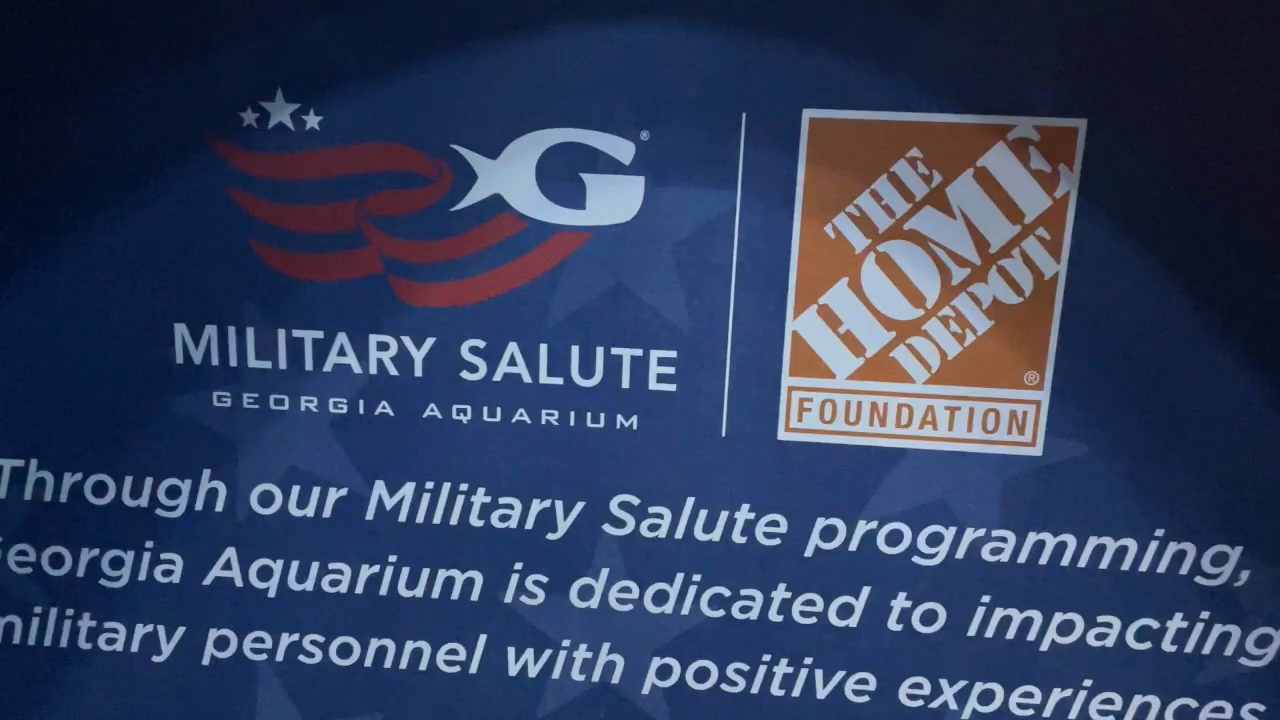 G®
MILITARY SALUTE
GEORGIA AQUARIUM
THE
HOME
DEPOT
®
FOUNDATION
Through our Military Salute programming,
Georgia Aquarium is dedicated to impacting
military personnel with positive experiences